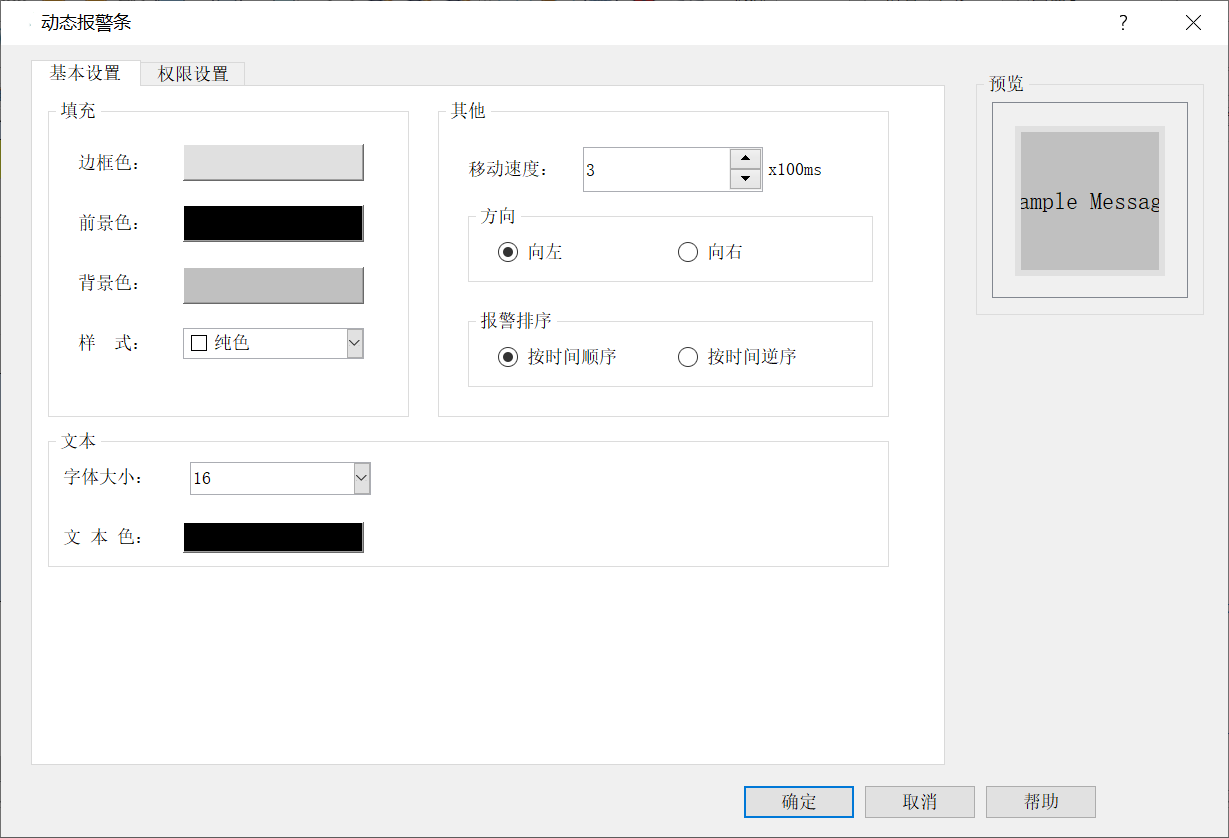 动态报警条
?
基本设置
权限设置
填充
边框色：
前景色：
背景色：
样 式：
纯色
其他
移动速度：
3
x100ms
方向
向左
向右
报警排序
按时间顺序
按时间逆序
文本
字体大小：
16
文 本 色：
预览
ample Messag
确定
取消
帮助